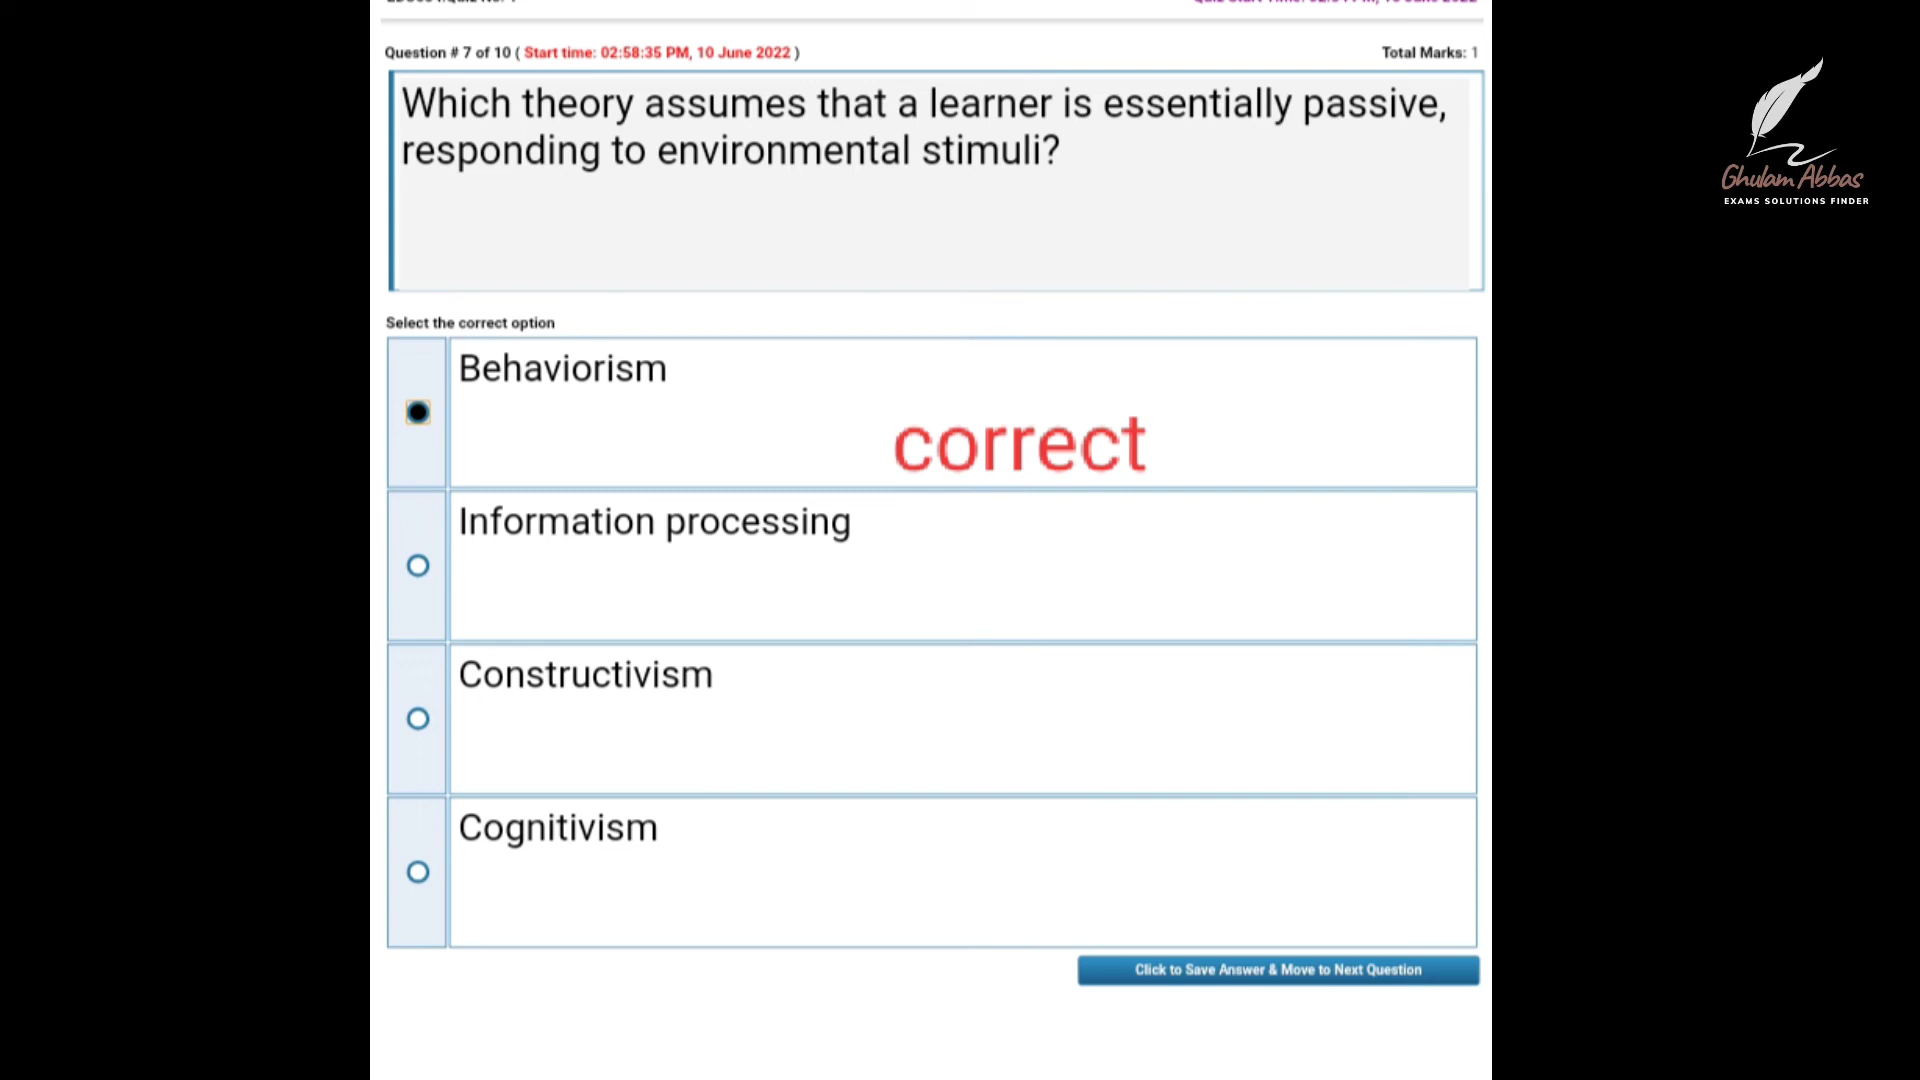 Question # 7 of 10 ( Start time: 02:58:35 PM, 10 June 2022 )
Total Marks: 1
Which theory assumes that a learner is essentially passive,
responding to environmental stimuli?
Select the correct option
Behaviorism
correct
Information processing
Constructivism
Cognitivism
Click to Save Answer & Move to Next Question
Ghulam Abbas
EXAMS SOLUTIONS FINDER